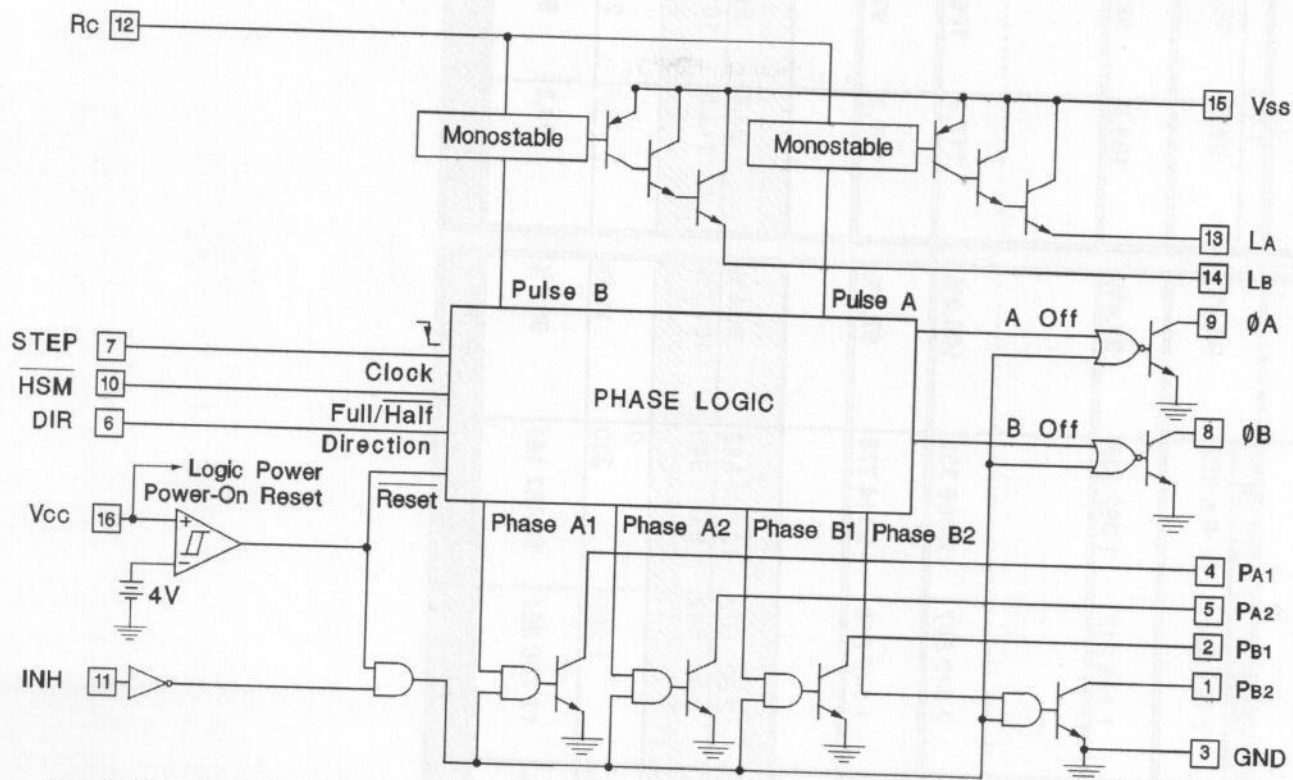 Rc 12
15 Vss
Monostable
Monostable
13 LA
14 LB
Pulse B
Pulse A
A Off
9 ØA
STEP 7
Clock
HSM 10
PHASE LOGIC
Full/Half
DIR 6
Direction
B Off
8 ØB
Logic Power
Power-On Reset
Reset
Vcc 16
+
−
4V
Phase A1
Phase A2
Phase B1
Phase B2
4 PA1
5 PA2
2 PB1
INH 11
1 PB2
3 GND